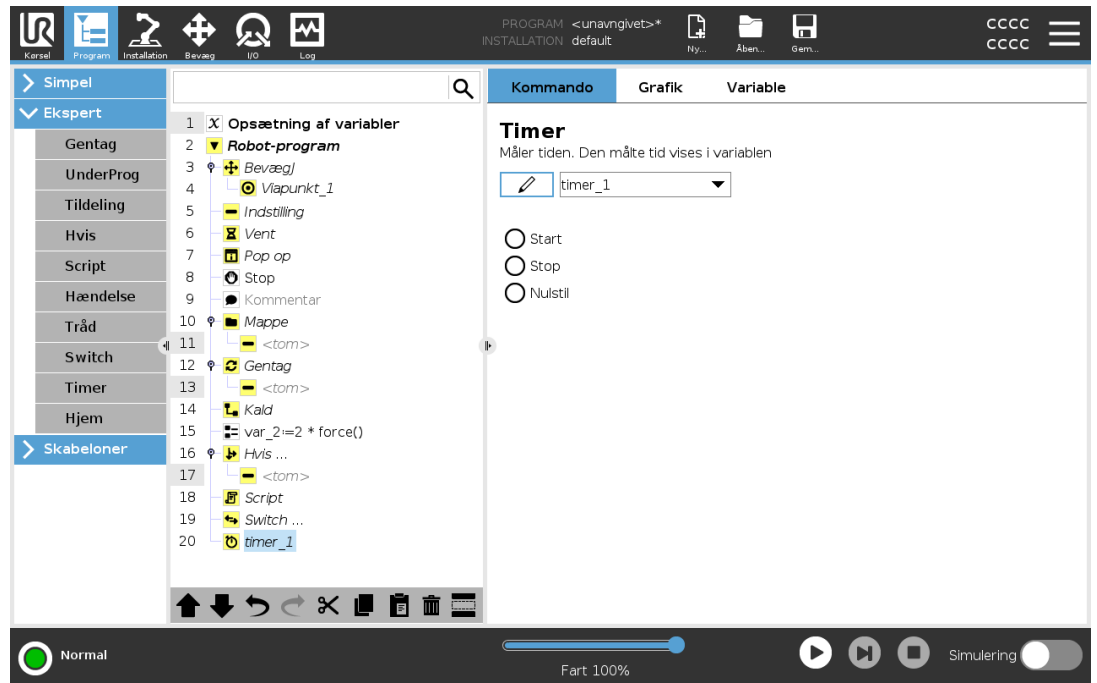 PROGRAM <unavngivet>*
INSTALLATION default
Kørsel
Program
Installation
Bevæg
I/O
Log
Ny...
Åben...
Gem...
cccc
cccc
Simpel
Ekspert
Gentag
UnderProg
Tildeling
Hvis
Script
Hændelse
Tråd
Switch
Timer
Hjem
Skabeloner
1 X Opsætning af variabler
2 Robot-program
3 BevægJ
4 Viapunkt_1
5 Indstilling
6 Vent
7 Pop op
8 Stop
9 Kommentar
10 Mappe
11 <tom>
12 Gentag
13 <tom>
14 Kald
15 var_2:=2 * force()
16 Hvis ...
17 <tom>
18 Script
19 Switch ...
20 timer_1
Kommando
Grafik
Variable
Timer
Måler tiden. Den målte tid vises i variablen
timer_1
Start
Stop
Nulstil
Normal
Fart 100%
Simulering